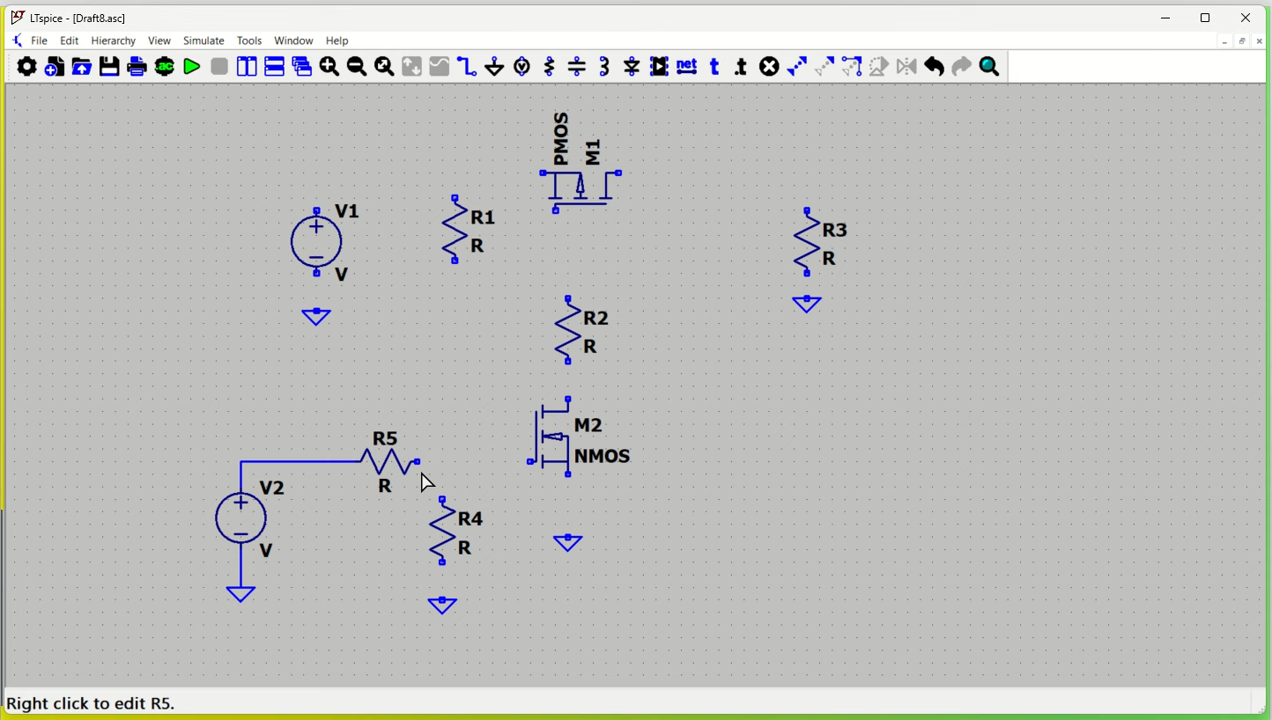 LTspice - [Draft8.asc]
File Edit Hierarchy View Simulate Tools Window Help
net t .t
PMOS
M1
V1
V
R1
R
R3
R
R2
R
M2
NMOS
R5
R
V2
V
R4
R
Right click to edit R5.